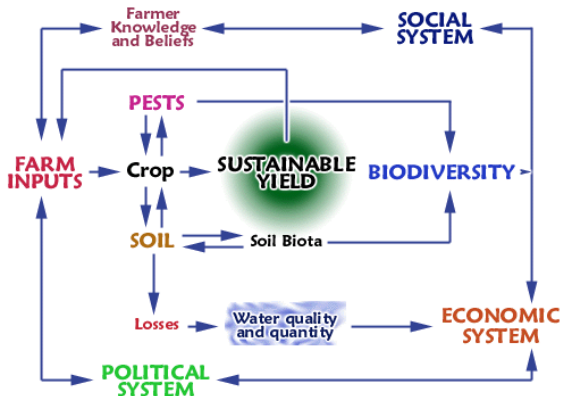 Farmer
Knowledge
and Beliefs
SOCIAL
SYSTEM
PESTS
FARM
INPUTS
Crop
SUSTAINABLE
YIELD
BIODIVERSITY
SOIL
Soil Biota
Losses
Water quality
and quantity
ECONOMIC
SYSTEM
POLITICAL
SYSTEM